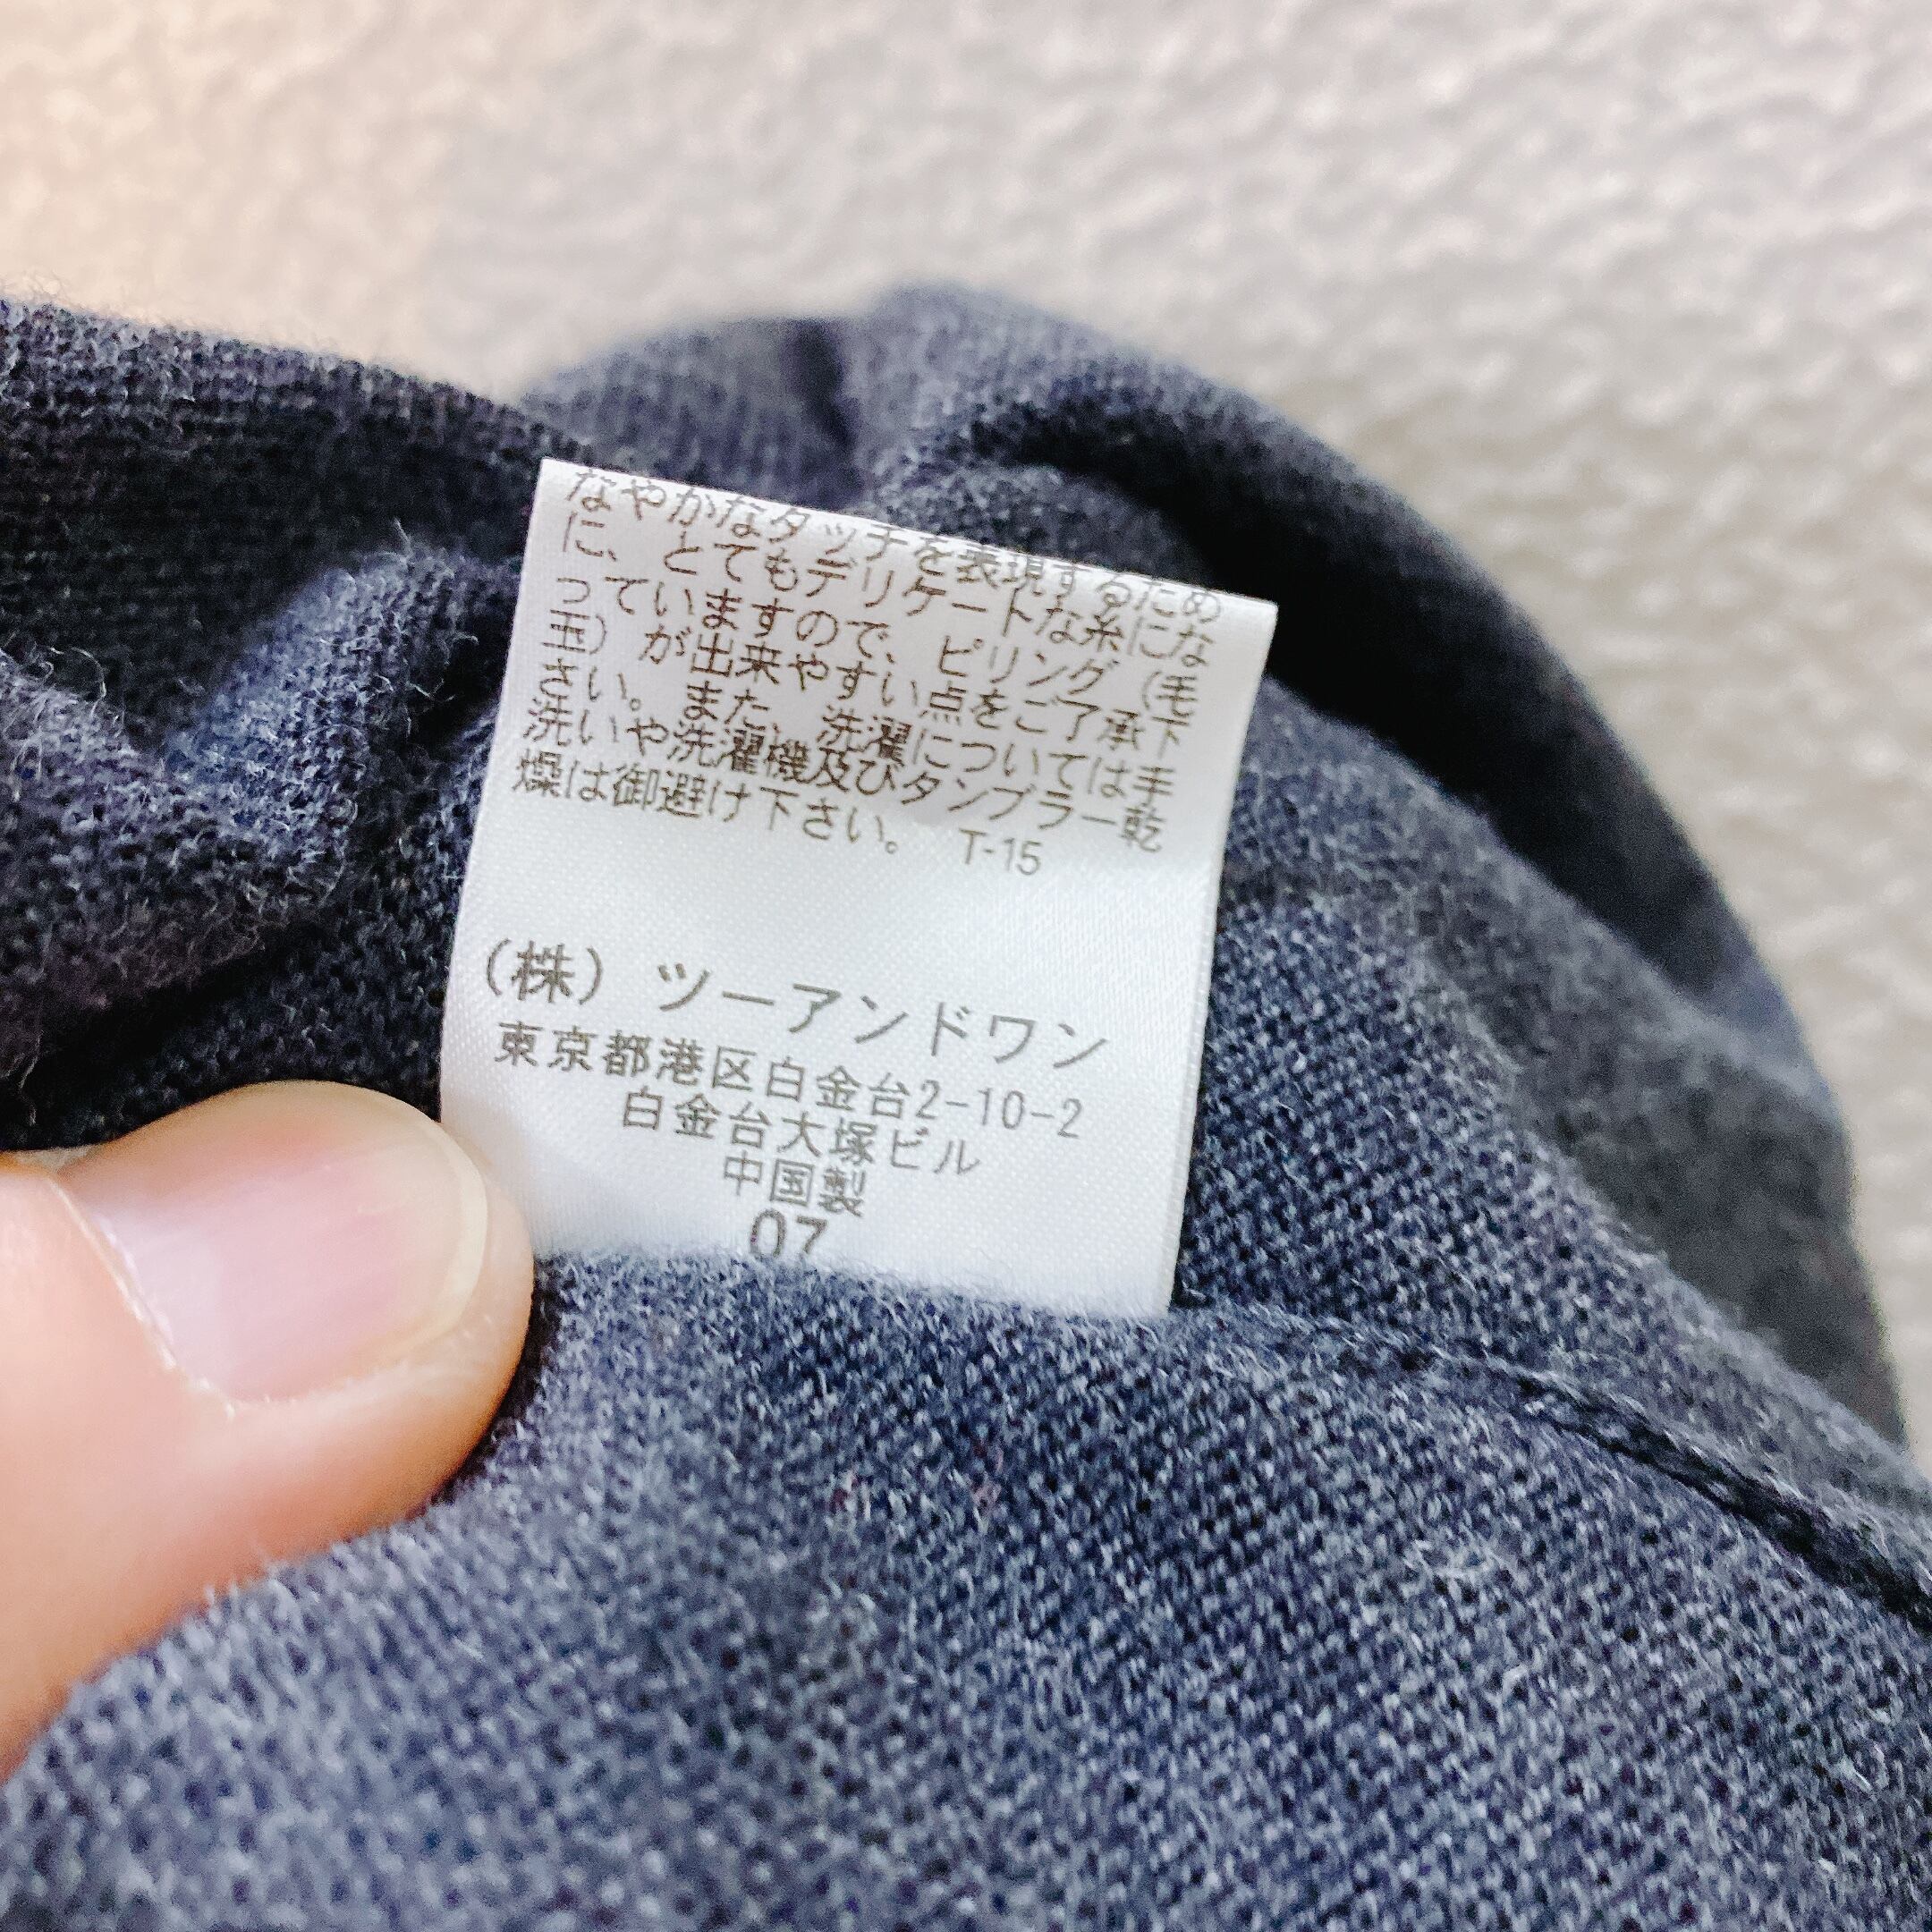 なやかなタッチを表現するため
に、とてもデリケートな糸にな
っていますので、ピリング（毛
玉）が出来やすい点をご了承下
さい。また、洗濯については手
洗いや洗濯機及びタンブラー乾
燥は御避け下さい。 T-15
（株）ツーアンドワン
東京都港区白金台2-10-2
白金台大塚ビル
中国製
07